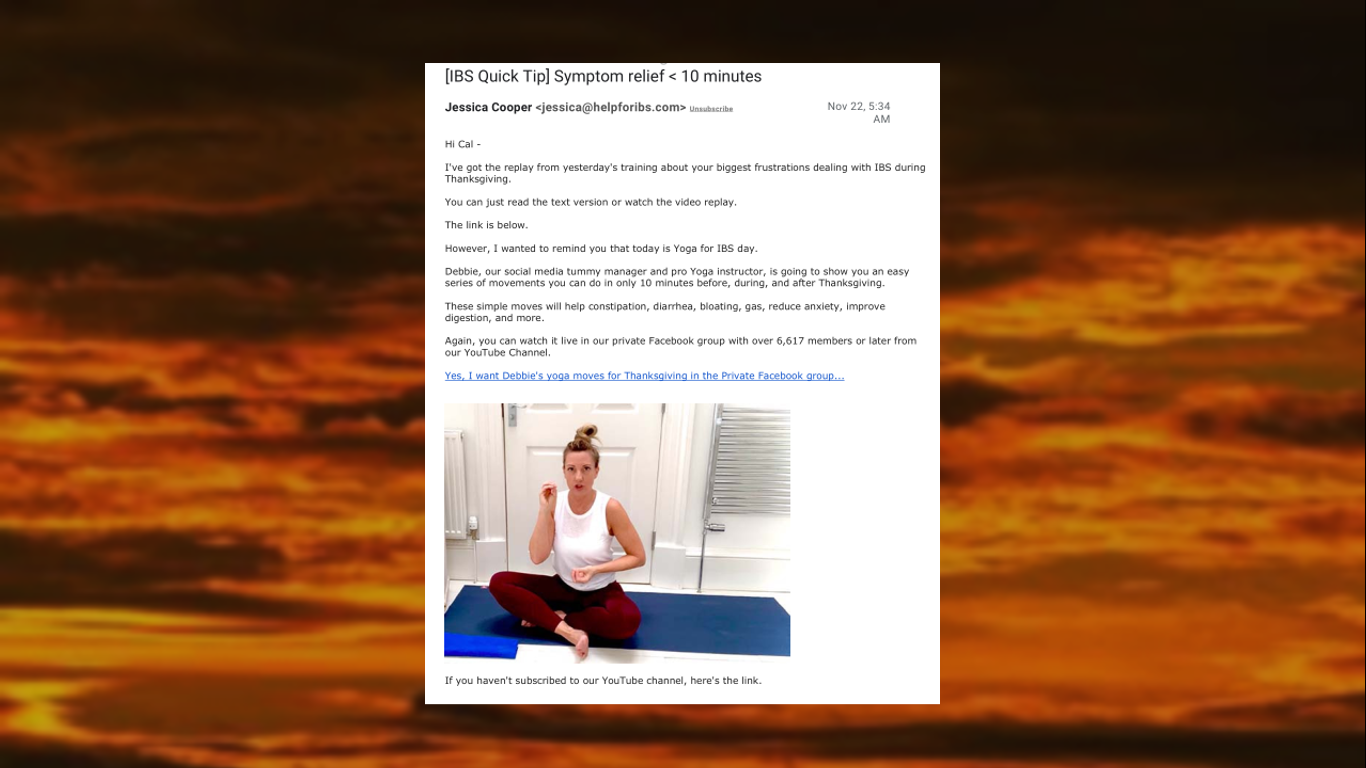 [IBS Quick Tip] Symptom relief < 10 minutes
Jessica Cooper <jessica@helpforibs.com> Unsubscribe
Nov 22, 5:34
AM
Hi Cal -
I've got the replay from yesterday's training about your biggest frustrations dealing with IBS during
Thanksgiving.
You can just read the text version or watch the video replay.
The link is below.
However, I wanted to remind you that today is Yoga for IBS day.
Debbie, our social media tummy manager and pro Yoga instructor, is going to show you an easy
series of movements you can do in only 10 minutes before, during, and after Thanksgiving.
These simple moves will help constipation, diarrhea, bloating, gas, reduce anxiety, improve
digestion, and more.
Again, you can watch it live in our private Facebook group with over 6,617 members or later from
our YouTube Channel.
Yes, I want Debbie's yoga moves for Thanksgiving in the Private Facebook group...
If you haven't subscribed to our YouTube channel, here's the link.